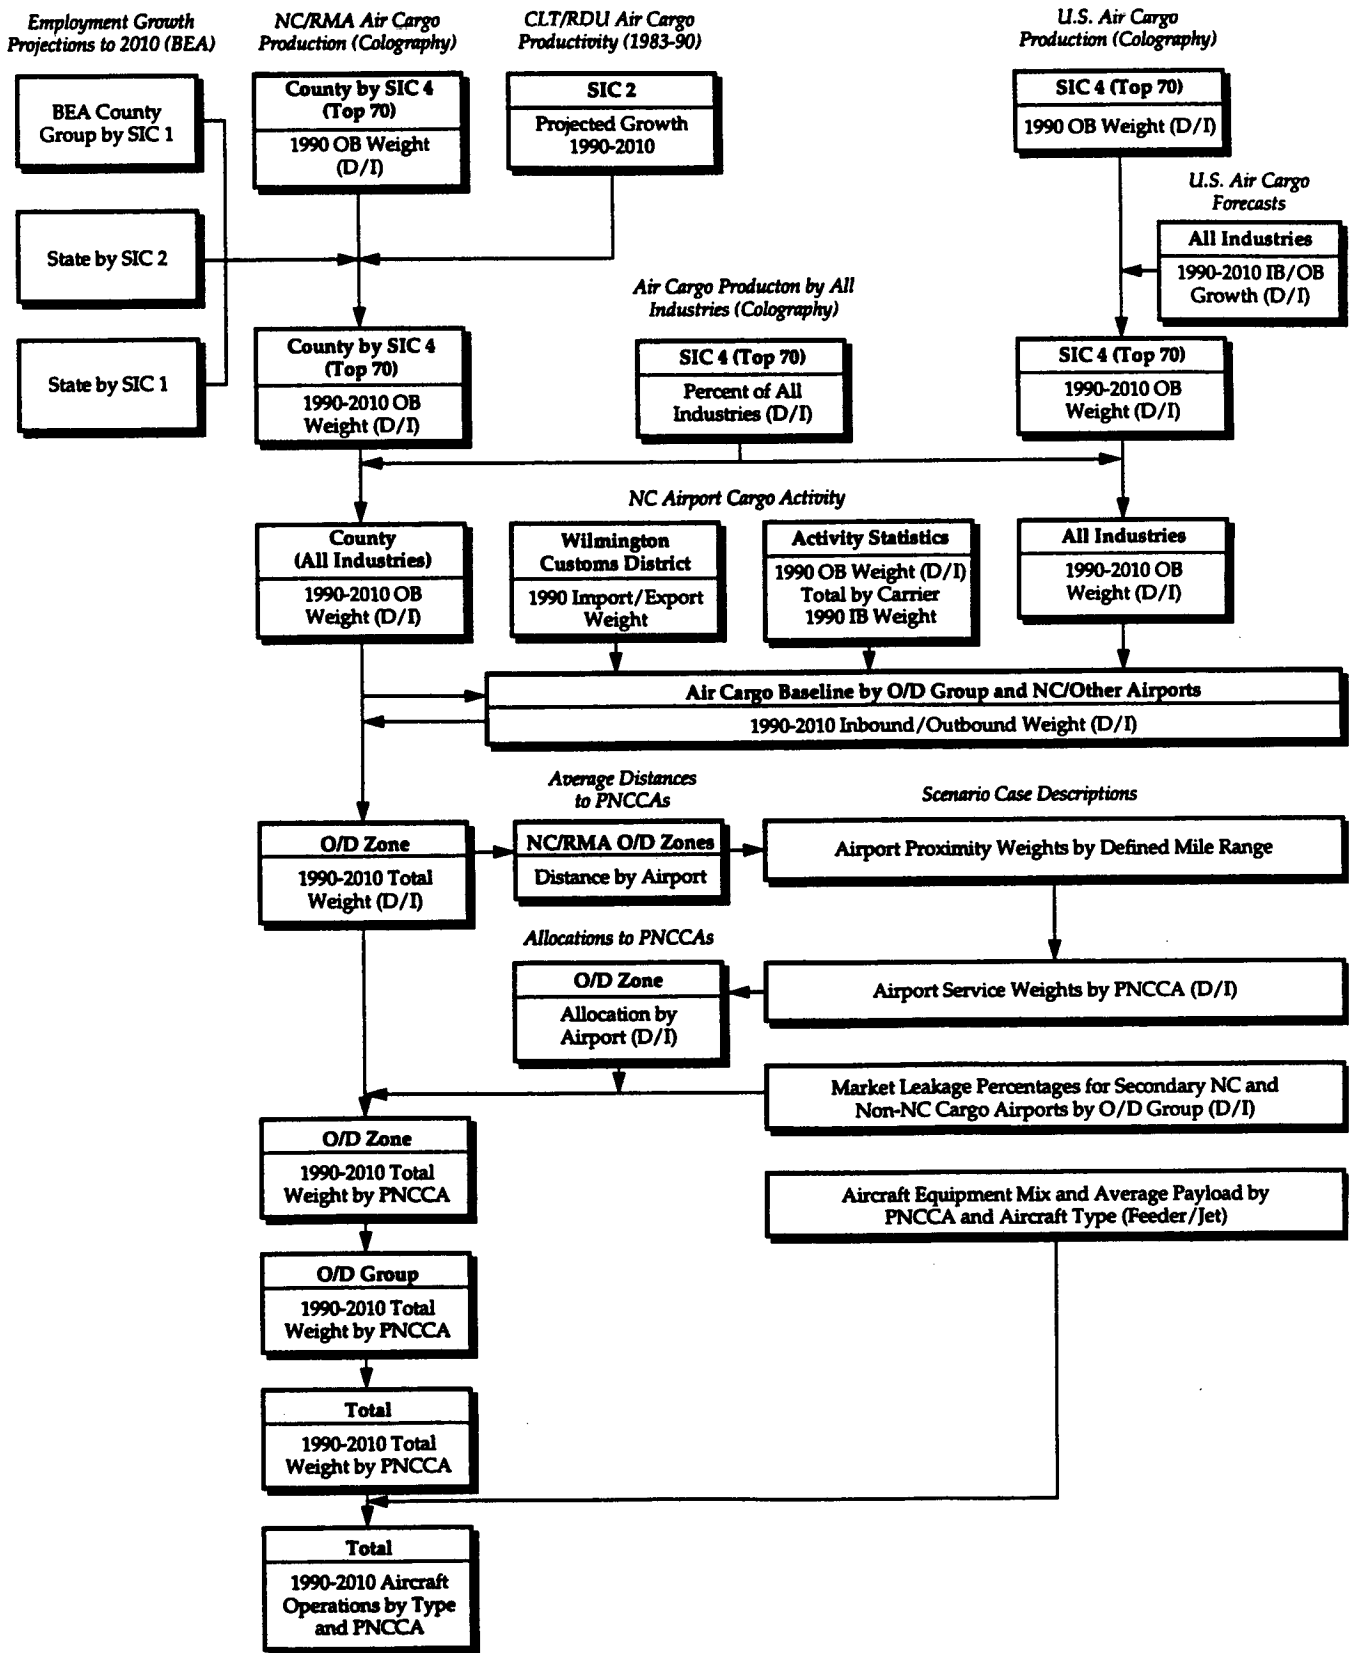 Employment Growth
Projections to 2010 (BEA)
NC/RMA Air Cargo
Production (Colography)
CLT/RDU Air Cargo
Productivity (1983-90)
U.S. Air Cargo
Production (Colography)
BEA County
Group by SIC 1
County by SIC 4
(Top 70)
1990 OB Weight
(D/I)
SIC 2
Projected Growth
1990-2010
SIC 4 (Top 70)
1990 OB Weight (D/I)
U.S. Air Cargo
Forecasts
State by SIC 2
All Industries
1990-2010 IB/OB
Growth (D/I)
Air Cargo Producton by All
Industries (Colography)
State by SIC 1
County by SIC 4
(Top 70)
1990-2010 OB
Weight (D/I)
SIC 4 (Top 70)
Percent of All
Industries (D/I)
SIC 4 (Top 70)
1990-2010 OB
Weight (D/I)
NC Airport Cargo Activity
County
(All Industries)
1990-2010 OB
Weight (D/I)
Wilmington
Customs District
1990 Import/Export
Weight
Activity Statistics
1990 OB Weight (D/I)
Total by Carrier
1990 IB Weight
All Industries
1990-2010 OB
Weight (D/I)
Air Cargo Baseline by O/D Group and NC/Other Airports
1990-2010 Inbound/Outbound Weight (D/I)
Average Distances
to PNCCAs
Scenario Case Descriptions
O/D Zone
1990-2010 Total
Weight (D/I)
NC/RMA O/D Zones
Distance by Airport
Airport Proximity Weights by Defined Mile Range
Allocations to PNCCAs
O/D Zone
Allocation by
Airport (D/I)
Airport Service Weights by PNCCA (D/I)
Market Leakage Percentages for Secondary NC and
Non-NC Cargo Airports by O/D Group (D/I)
O/D Zone
1990-2010 Total
Weight by PNCCA
Aircraft Equipment Mix and Average Payload by
PNCCA and Aircraft Type (Feeder/Jet)
O/D Group
1990-2010 Total
Weight by PNCCA
Total
1990-2010 Total
Weight by PNCCA
Total
1990-2010 Aircraft
Operations by Type
and PNCCA